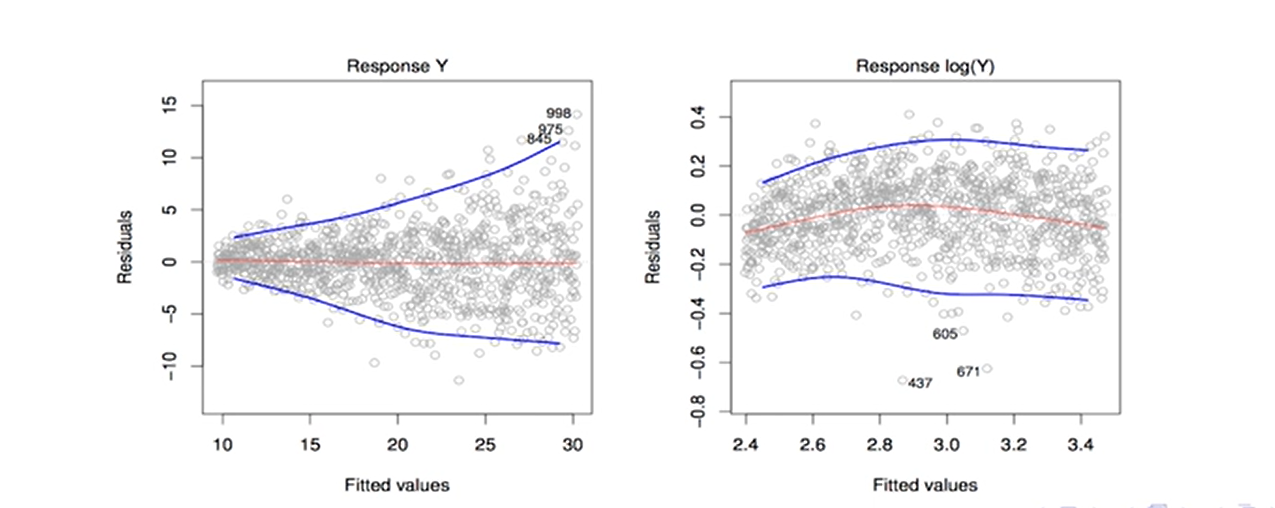 Response Y
Residuals
15
10
5
0
−5
−10
998
975
845
10 15 20 25 30
Fitted values
Response log(Y)
Residuals
0.4
0.2
0.0
−0.2
−0.4
−0.6
−0.8
605
671
437
2.4 2.6 2.8 3.0 3.2 3.4
Fitted values